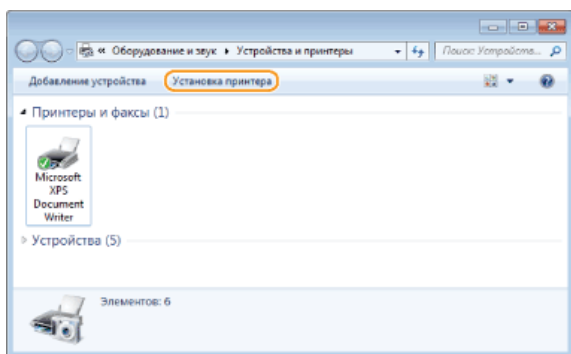 « Оборудование и звук ▸ Устройства и принтеры
Поиск: Устройств...
Добавление устройства
Установка принтера
Принтеры и факсы (1)
Microsoft
XPS
Document
Writer
Устройства (5)
Элементов: 6